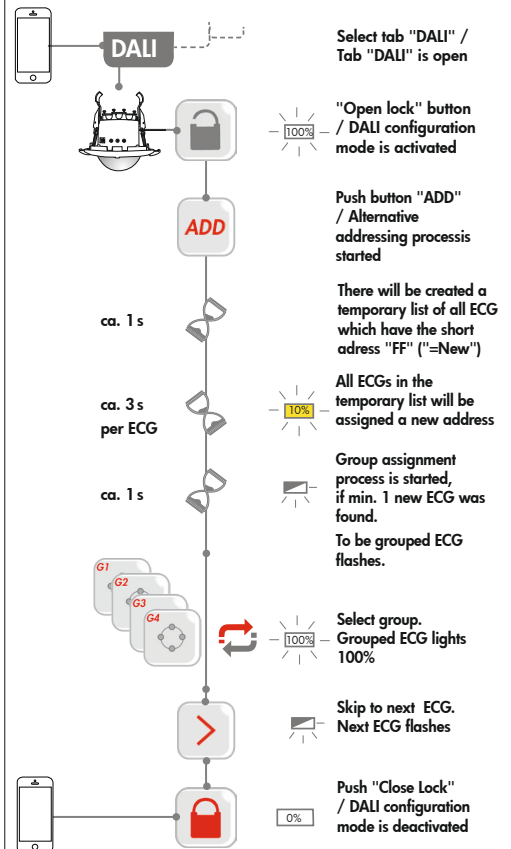 DALI
Select tab "DALI" /
Tab "DALI" is open
100%
"Open lock" button
/ DALI configuration
mode is activated
ADD
Push button "ADD"
/ Alternative
addressing processis
started
ca. 1 s
There will be created a
temporary list of all ECG
which have the short
adress "FF" ("=New")
ca. 3 s
per ECG
10%
All ECGs in the
temporary list will be
assigned a new address
ca. 1 s
Group assignment
process is started,
if min. 1 new ECG was
found.
To be grouped ECG
flashes.
G1
G2
G3
G4
100%
Select group.
Grouped ECG lights
100%
>
Skip to next ECG.
Next ECG flashes
0%
Push "Close Lock"
/ DALI configuration
mode is deactivated